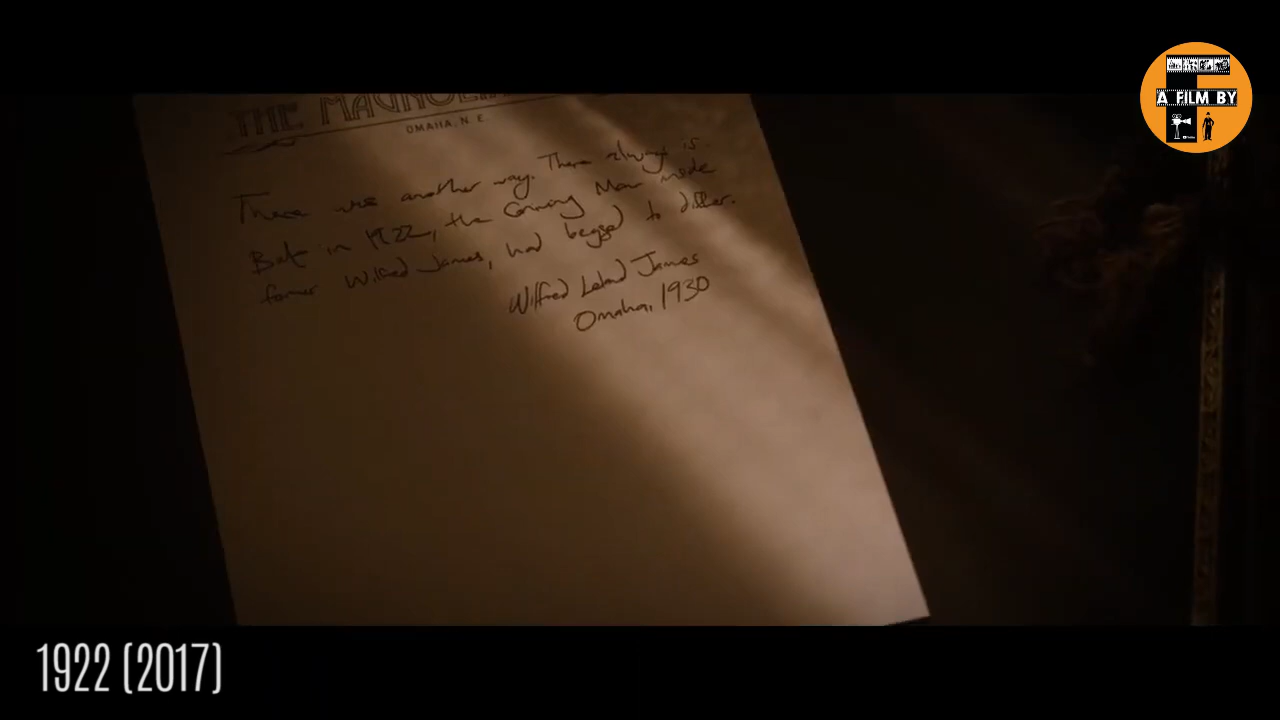 A FILM BY
THE MAGNOL
OMAHA, N.E.
There was another way. There always is.
But in 1922, the Conniving Man inside
farmer Wilfred James, had begged to differ.
Wilfred Leland James
Omaha, 1930
1922 (2017)